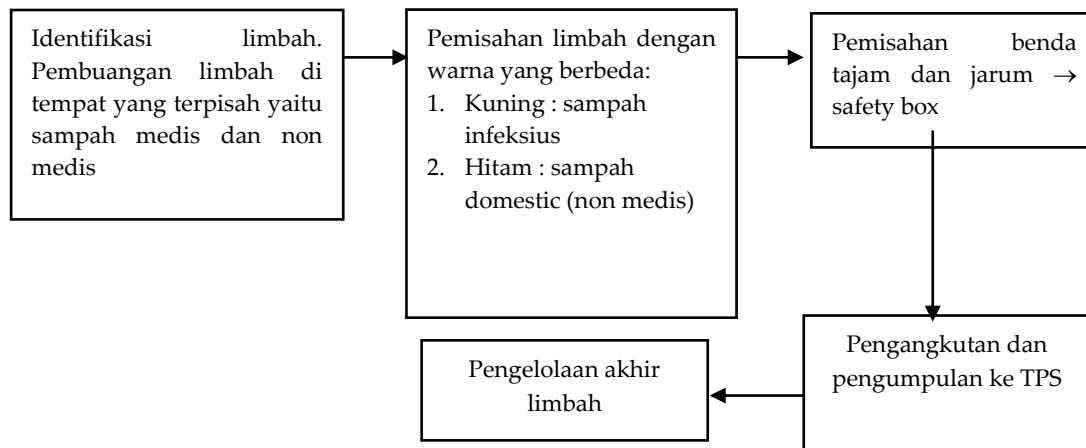 Identifikasi limbah.
Pembuangan limbah di
tempat yang terpisah yaitu
sampah medis dan non
medis
Pemisahan limbah dengan
warna yang berbeda:
1. Kuning : sampah
infeksius
2. Hitam : sampah
domestic (non medis)
Pemisahan benda
tajam dan jarum →
safety box
Pengangkutan dan
pengumpulan ke TPS
Pengelolaan akhir
limbah